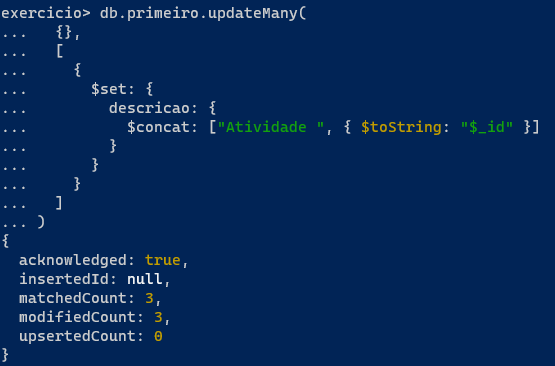 exercicio> db.primeiro.updateMany(
...   {},
...   [
...     {
...       $set: {
...         descricao: {
...           $concat: ["Atividade ", { $toString: "$_id" }]
...         }
...       }
...     }
...   ]
... )
{
  acknowledged: true,
  insertedId: null,
  matchedCount: 3,
  modifiedCount: 3,
  upsertedCount: 0
}